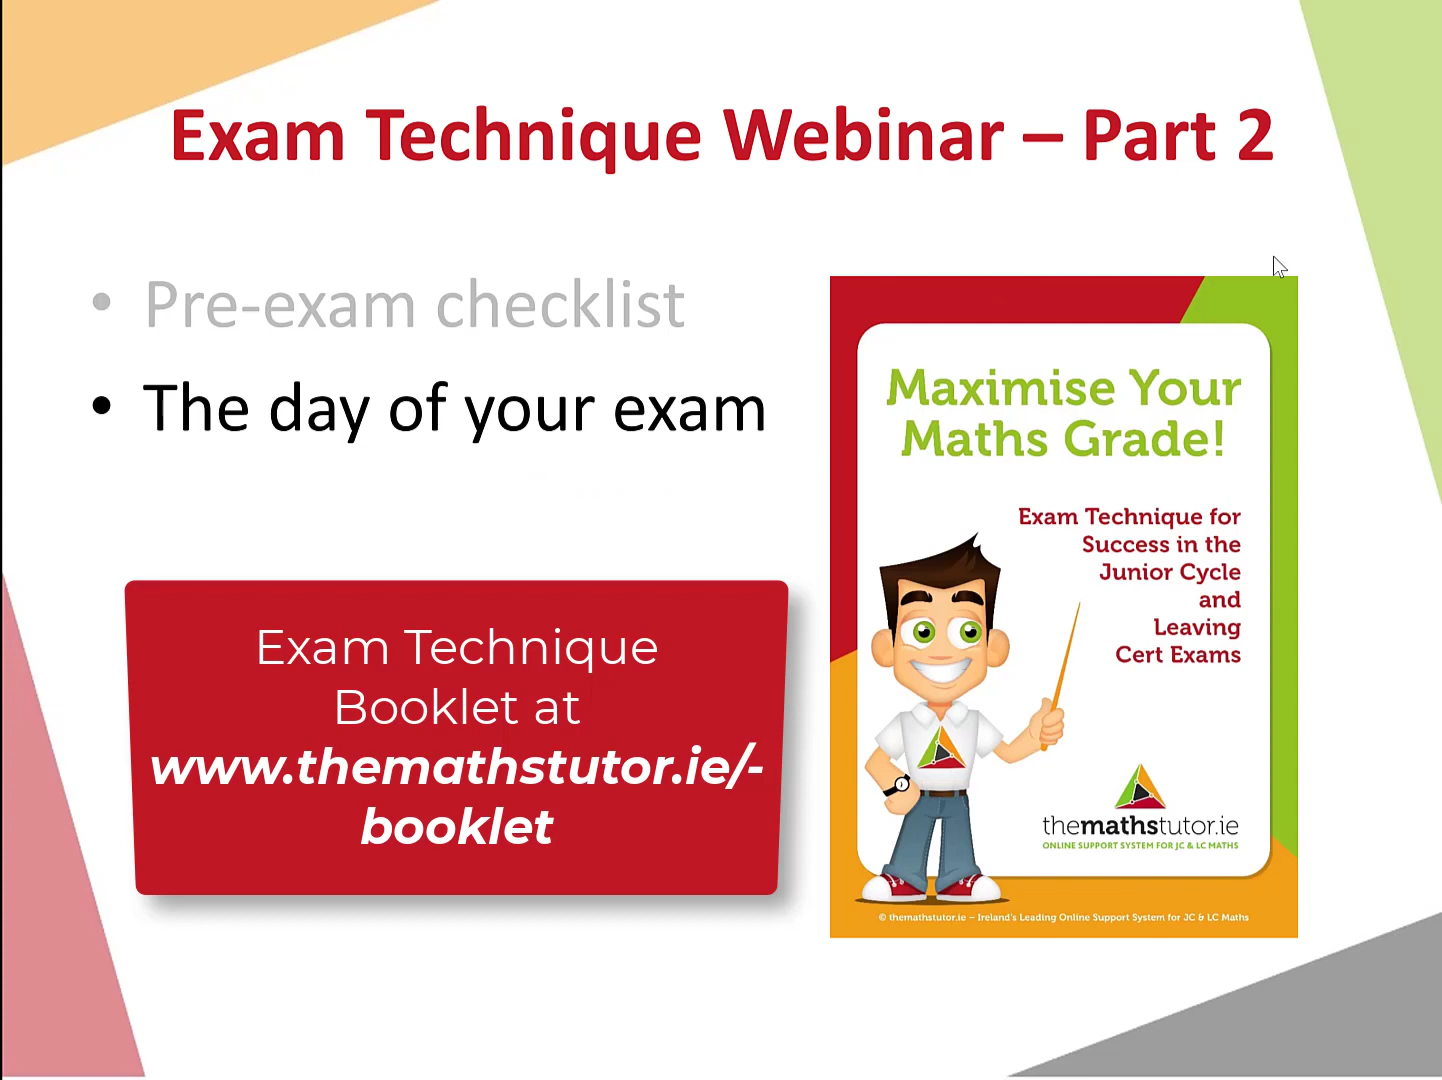 Exam Technique Webinar – Part 2
• Pre-exam checklist
• The day of your exam
Exam Technique
Booklet at
www.themathstutor.ie/-
booklet
Maximise Your
Maths Grade!
Exam Technique for
Success in the
Junior Cycle
and
Leaving
Cert Exams
themathstutor.ie
ONLINE SUPPORT SYSTEM FOR JC & LC MATHS
© themathstutor.ie – Ireland's Leading Online Support System for JC & LC Maths